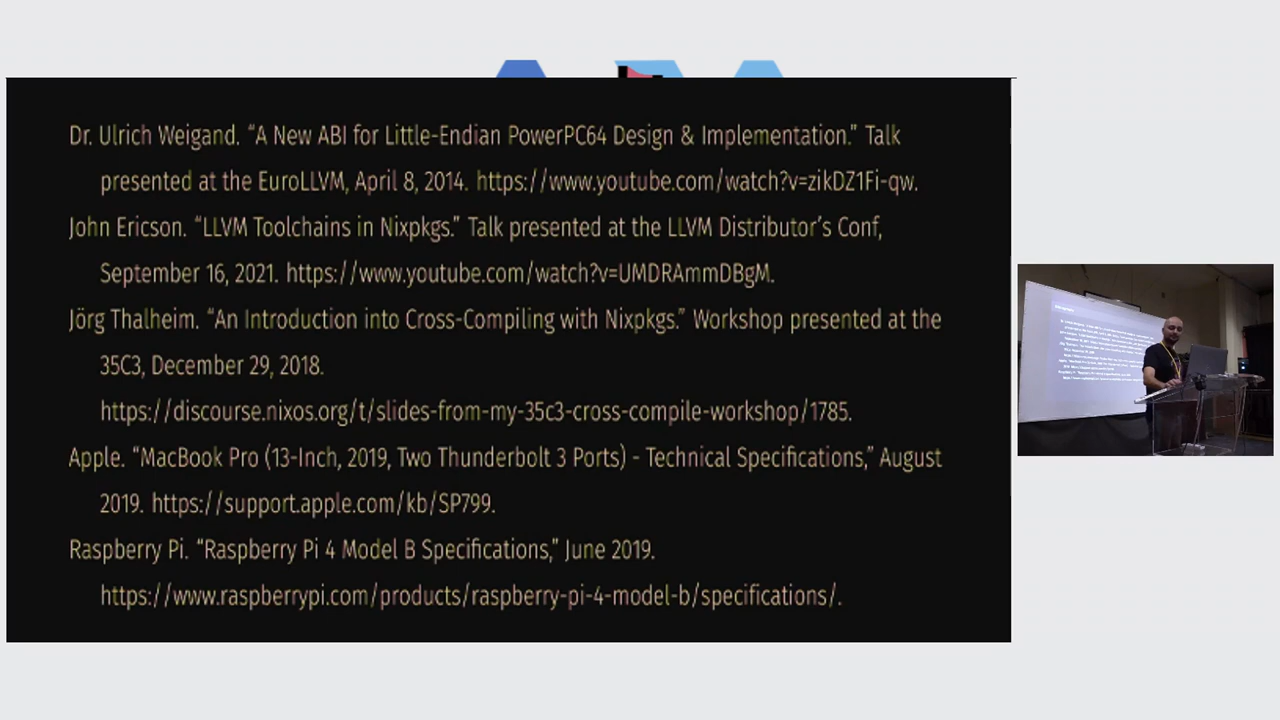 Dr. Ulrich Weigand. “A New ABI for Little-Endian PowerPC64 Design & Implementation.” Talk
presented at the EuroLLVM, April 8, 2014. https://www.youtube.com/watch?v=zikDZ1Fi-qw.
John Ericson. “LLVM Toolchains in Nixpkgs.” Talk presented at the LLVM Distributor’s Conf,
September 16, 2021. https://www.youtube.com/watch?v=UMDRAmmDBgM.
Jörg Thalheim. “An Introduction into Cross-Compiling with Nixpkgs.” Workshop presented at the
35C3, December 29, 2018.
https://discourse.nixos.org/t/slides-from-my-35c3-cross-compile-workshop/1785.
Apple. “MacBook Pro (13-Inch, 2019, Two Thunderbolt 3 Ports) - Technical Specifications,” August
2019. https://support.apple.com/kb/SP799.
Raspberry Pi. “Raspberry Pi 4 Model B Specifications,” June 2019.
https://www.raspberrypi.com/products/raspberry-pi-4-model-b/specifications/.